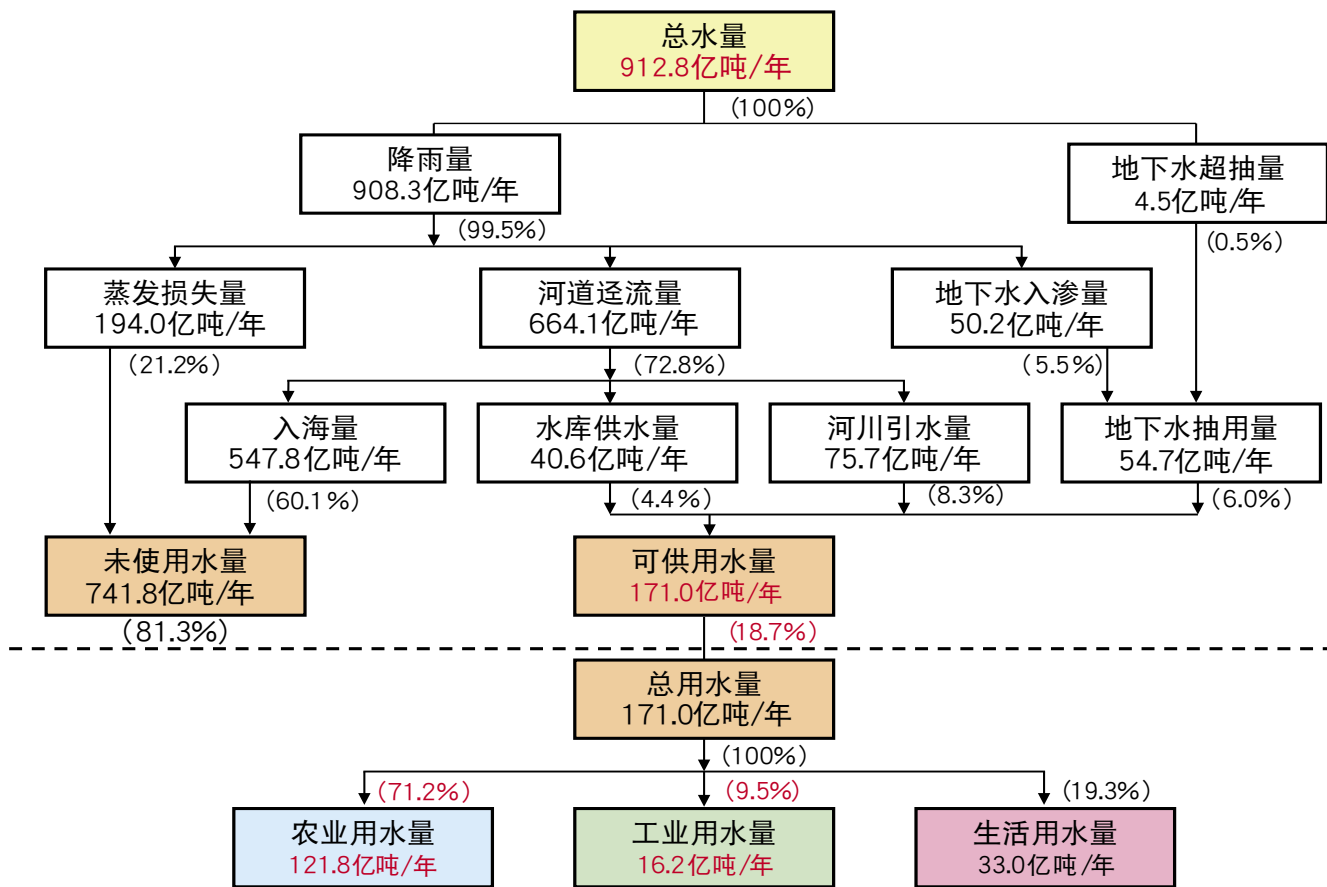 总水量
912.8亿吨/年
(100%)
降雨量
908.3亿吨/年
(99.5%)
地下水超抽量
4.5亿吨/年
(0.5%)
蒸发损失量
194.0亿吨/年
(21.2%)
河道迳流量
664.1亿吨/年
(72.8%)
地下水入渗量
50.2亿吨/年
(5.5%)
入海量
547.8亿吨/年
(60.1%)
水库供水量
40.6亿吨/年
(4.4%)
河川引水量
75.7亿吨/年
(8.3%)
地下水抽用量
54.7亿吨/年
(6.0%)
未使用水量
741.8亿吨/年
(81.3%)
可供用水量
171.0亿吨/年
(18.7%)
总用水量
171.0亿吨/年
(100%)
(71.2%)
(9.5%)
(19.3%)
农业用水量
121.8亿吨/年
工业用水量
16.2亿吨/年
生活用水量
33.0亿吨/年